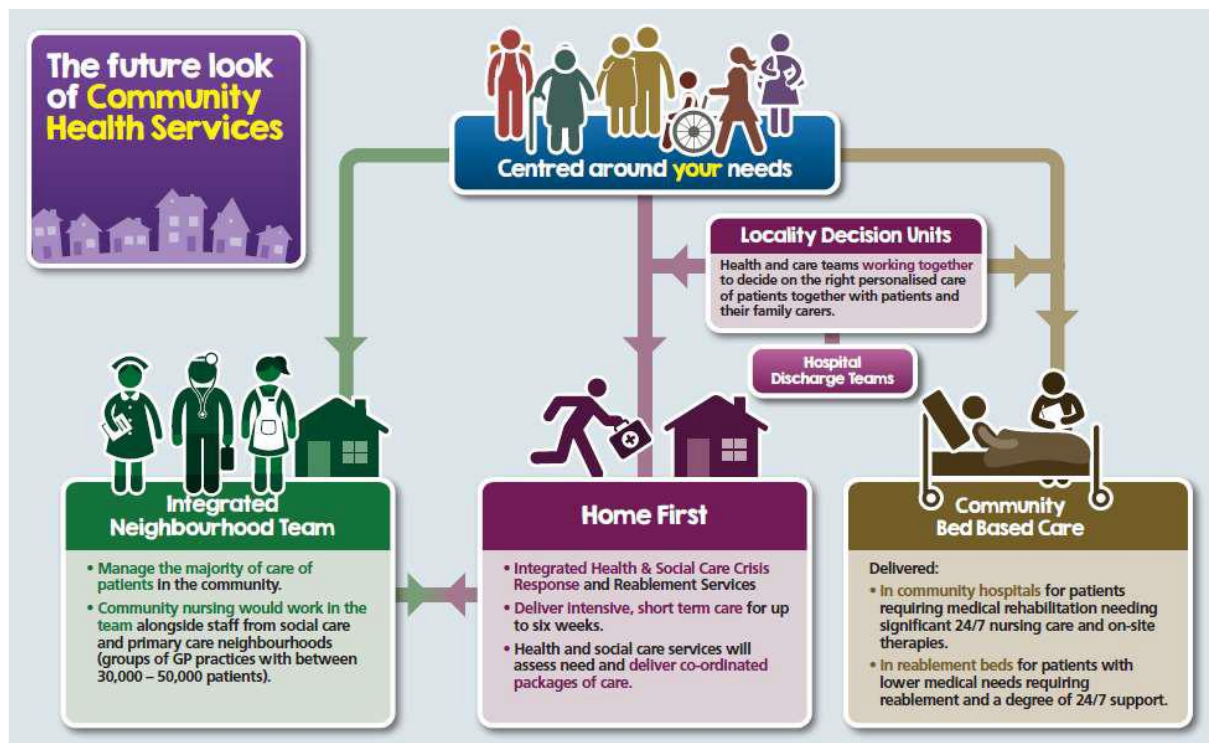 The future look
of Community
Health Services
Centred around your needs
Locality Decision Units
Health and care teams working together
to decide on the right personalised care
of patients together with patients and
their family carers.
Hospital
Discharge Teams
Integrated
Neighbourhood Team
• Manage the majority of care of
patients in the community.
• Community nursing would work in the
team alongside staff from social care
and primary care neighbourhoods
(groups of GP practices with between
30,000 – 50,000 patients).
Home First
• Integrated Health & Social Care Crisis
Response and Reablement Services
• Deliver intensive, short term care for up
to six weeks.
• Health and social care services will
assess need and deliver co-ordinated
packages of care.
Community
Bed Based Care
Delivered:
• In community hospitals for patients
requiring medical rehabilitation needing
significant 24/7 nursing care and on-site
therapies.
• In reablement beds for patients with
lower medical needs requiring
reablement and a degree of 24/7 support.